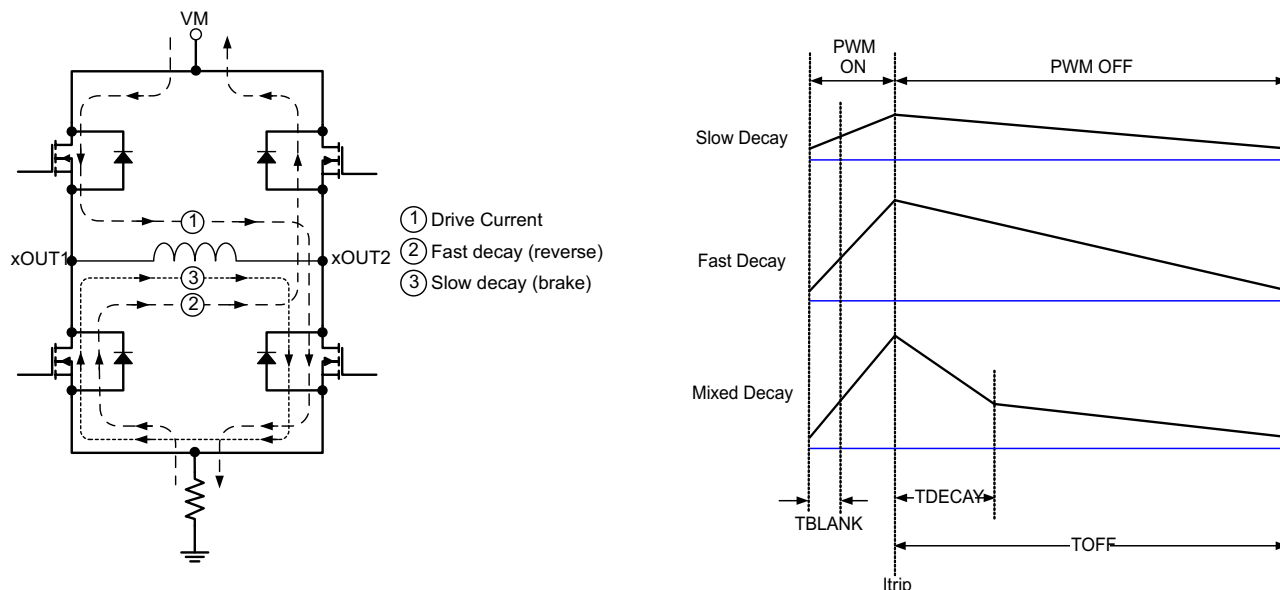 VM
xOUT1
xOUT2
1
3
2
1 Drive Current
2 Fast decay (reverse)
3 Slow decay (brake)
PWM
ON
PWM OFF
Slow Decay
Fast Decay
Mixed Decay
TBLANK
TDECAY
TOFF
Itrip